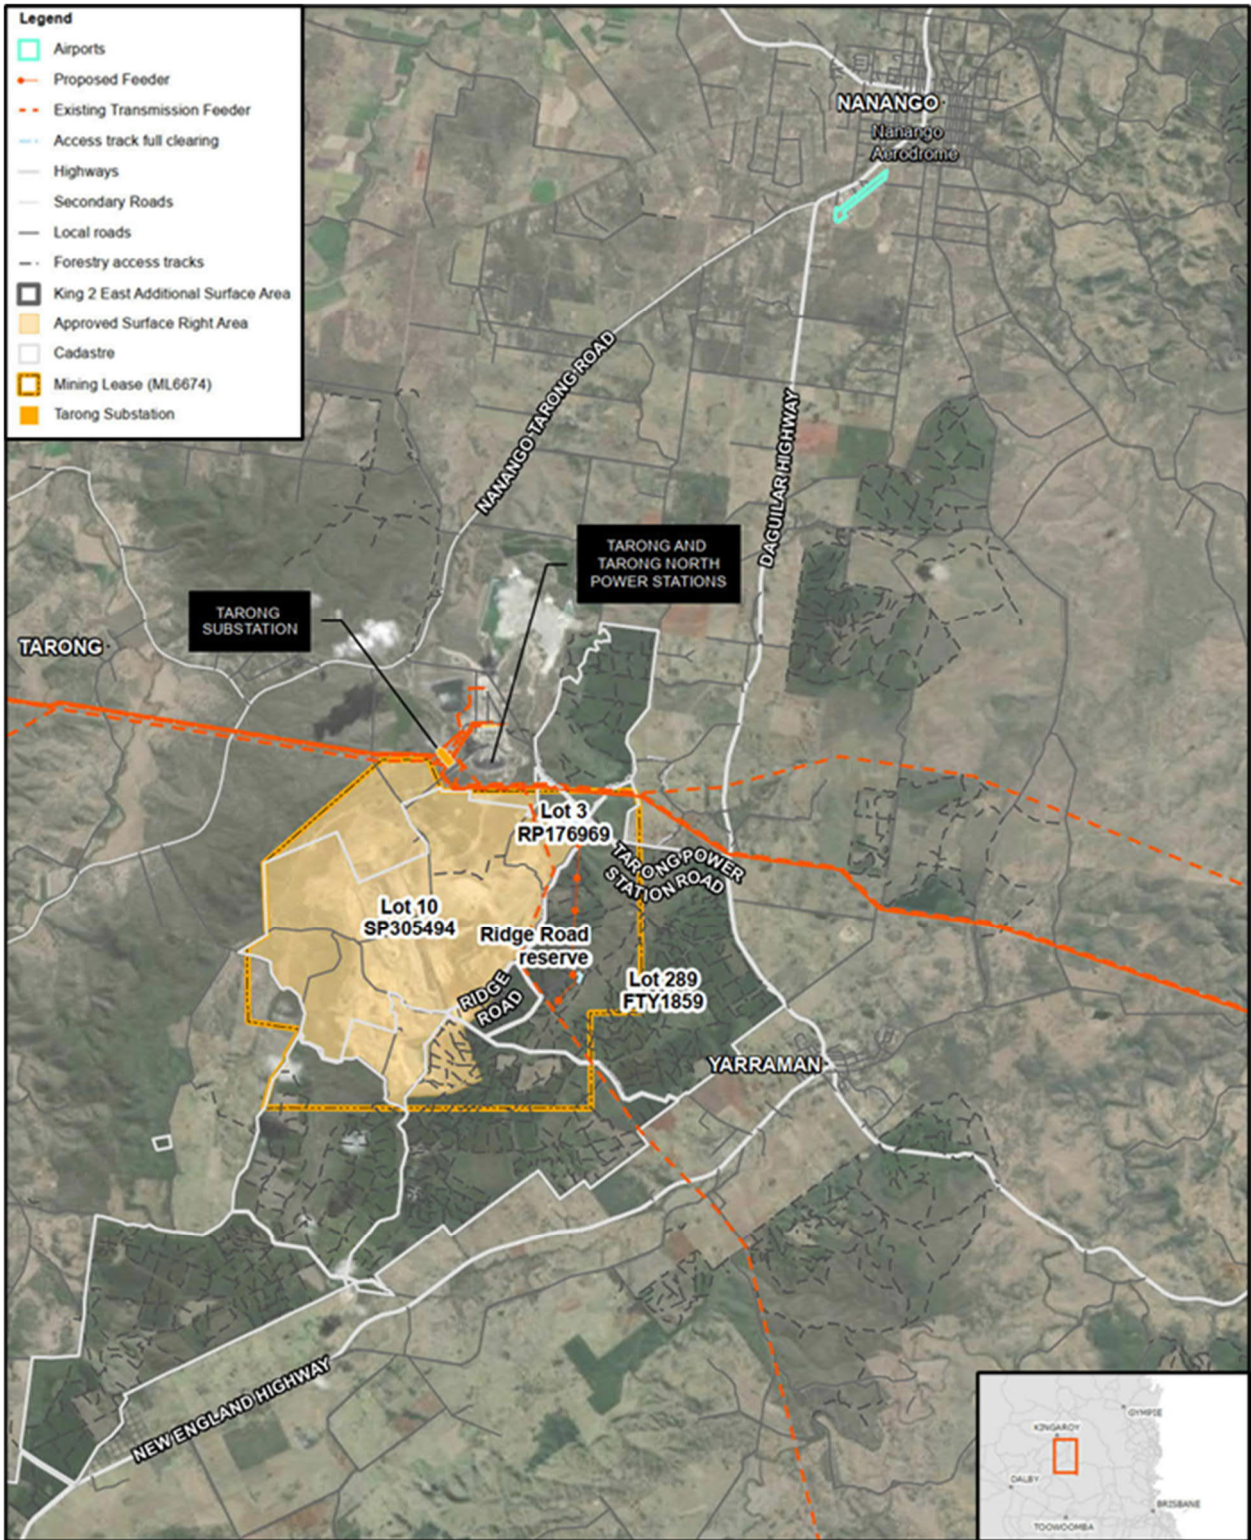 Legend
Airports
Proposed Feeder
Existing Transmission Feeder
Access track full clearing
Highways
Secondary Roads
Local roads
Forestry access tracks
King 2 East Additional Surface Area
Approved Surface Right Area
Cadastre
Mining Lease (ML6674)
Tarong Substation
NANANGO
Nanango
Aerodrome
NANANGO TARONG ROAD
DAGUILAR HIGHWAY
TARONG AND
TARONG NORTH
POWER STATIONS
TARONG
SUBSTATION
TARONG
Lot 3
RP176969
TARONG POWER
STATION ROAD
Lot 10
SP305494
Ridge Road
reserve
RIDGE
ROAD
Lot 289
FTY1859
YARRAMAN
NEW ENGLAND HIGHWAY
GYMPIE
KINGAROY
DALBY
BRISBANE
TOOWOOMBA